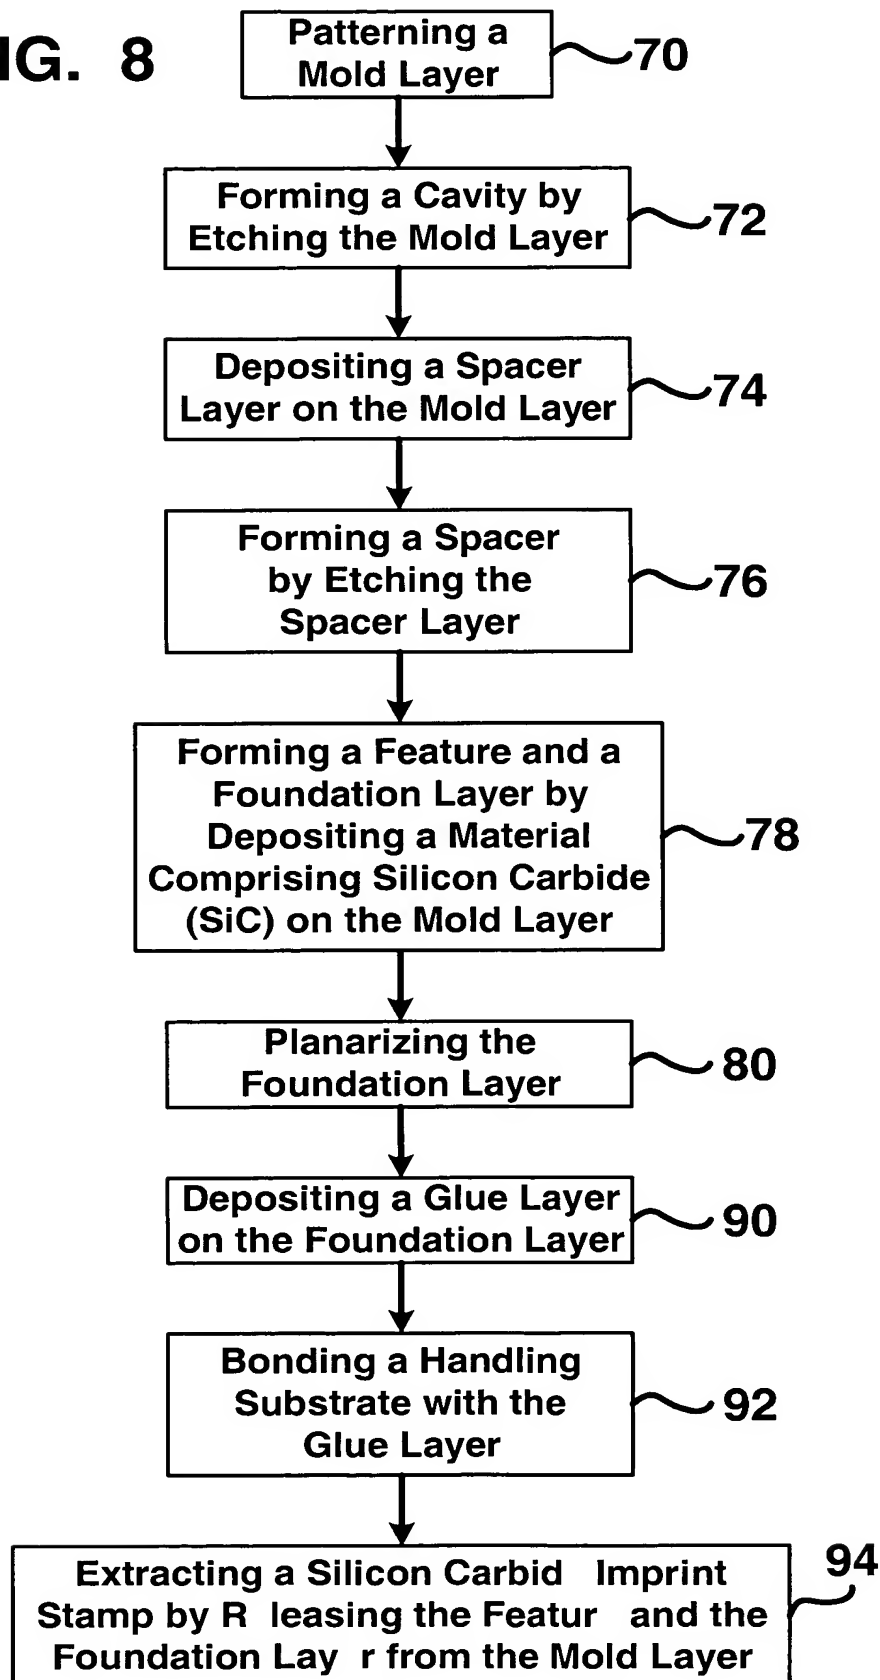 IG. 8
Patterning a
Mold Layer
70
Forming a Cavity by
Etching the Mold Layer
72
Depositing a Spacer
Layer on the Mold Layer
74
Forming a Spacer
by Etching the
Spacer Layer
76
Forming a Feature and a
Foundation Layer by
Depositing a Material
Comprising Silicon Carbide
(SiC) on the Mold Layer
78
Planarizing the
Foundation Layer
80
Depositing a Glue Layer
on the Foundation Layer
90
Bonding a Handling
Substrate with the
Glue Layer
92
Extracting a Silicon Carbid Imprint
Stamp by R leasing the Featur and the
Foundation Lay r from the Mold Layer
94